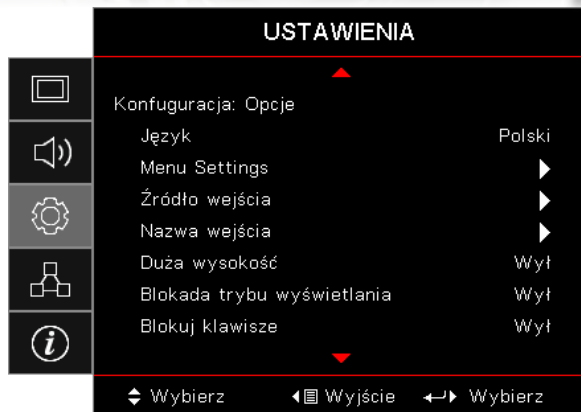 USTAWIENIA
Konfuguracja: Opcje
Język Polski
Menu Settings
Źródło wejścia
Nazwa wejścia
Duża wysokość Wył
Blokada trybu wyświetlania Wył
Blokuj klawisze Wył
Wybierz Wyjście Wybierz